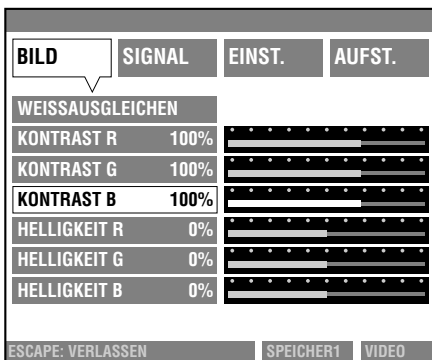 BILD SIGNAL EINST. AUFST.
WEISSAUSGLEICHEN
KONTRAST R 100%
KONTRAST G 100%
KONTRAST B 100%
HELLIGKEIT R 0%
HELLIGKEIT G 0%
HELLIGKEIT B 0%
ESCAPE: VERLASSEN SPEICHER1 VIDEO